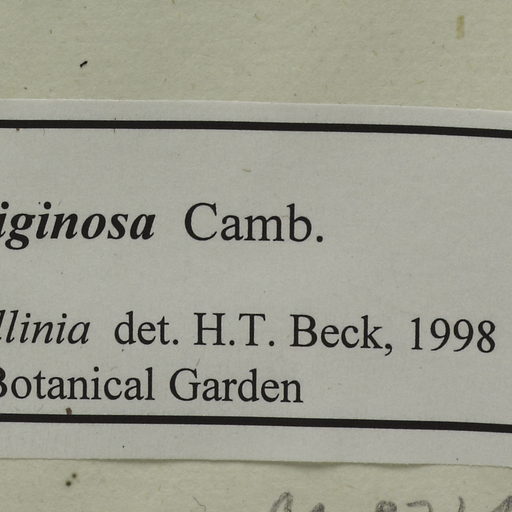 iginosa Camb.
llinia det. H.T. Beck, 1998
Botanical Garden